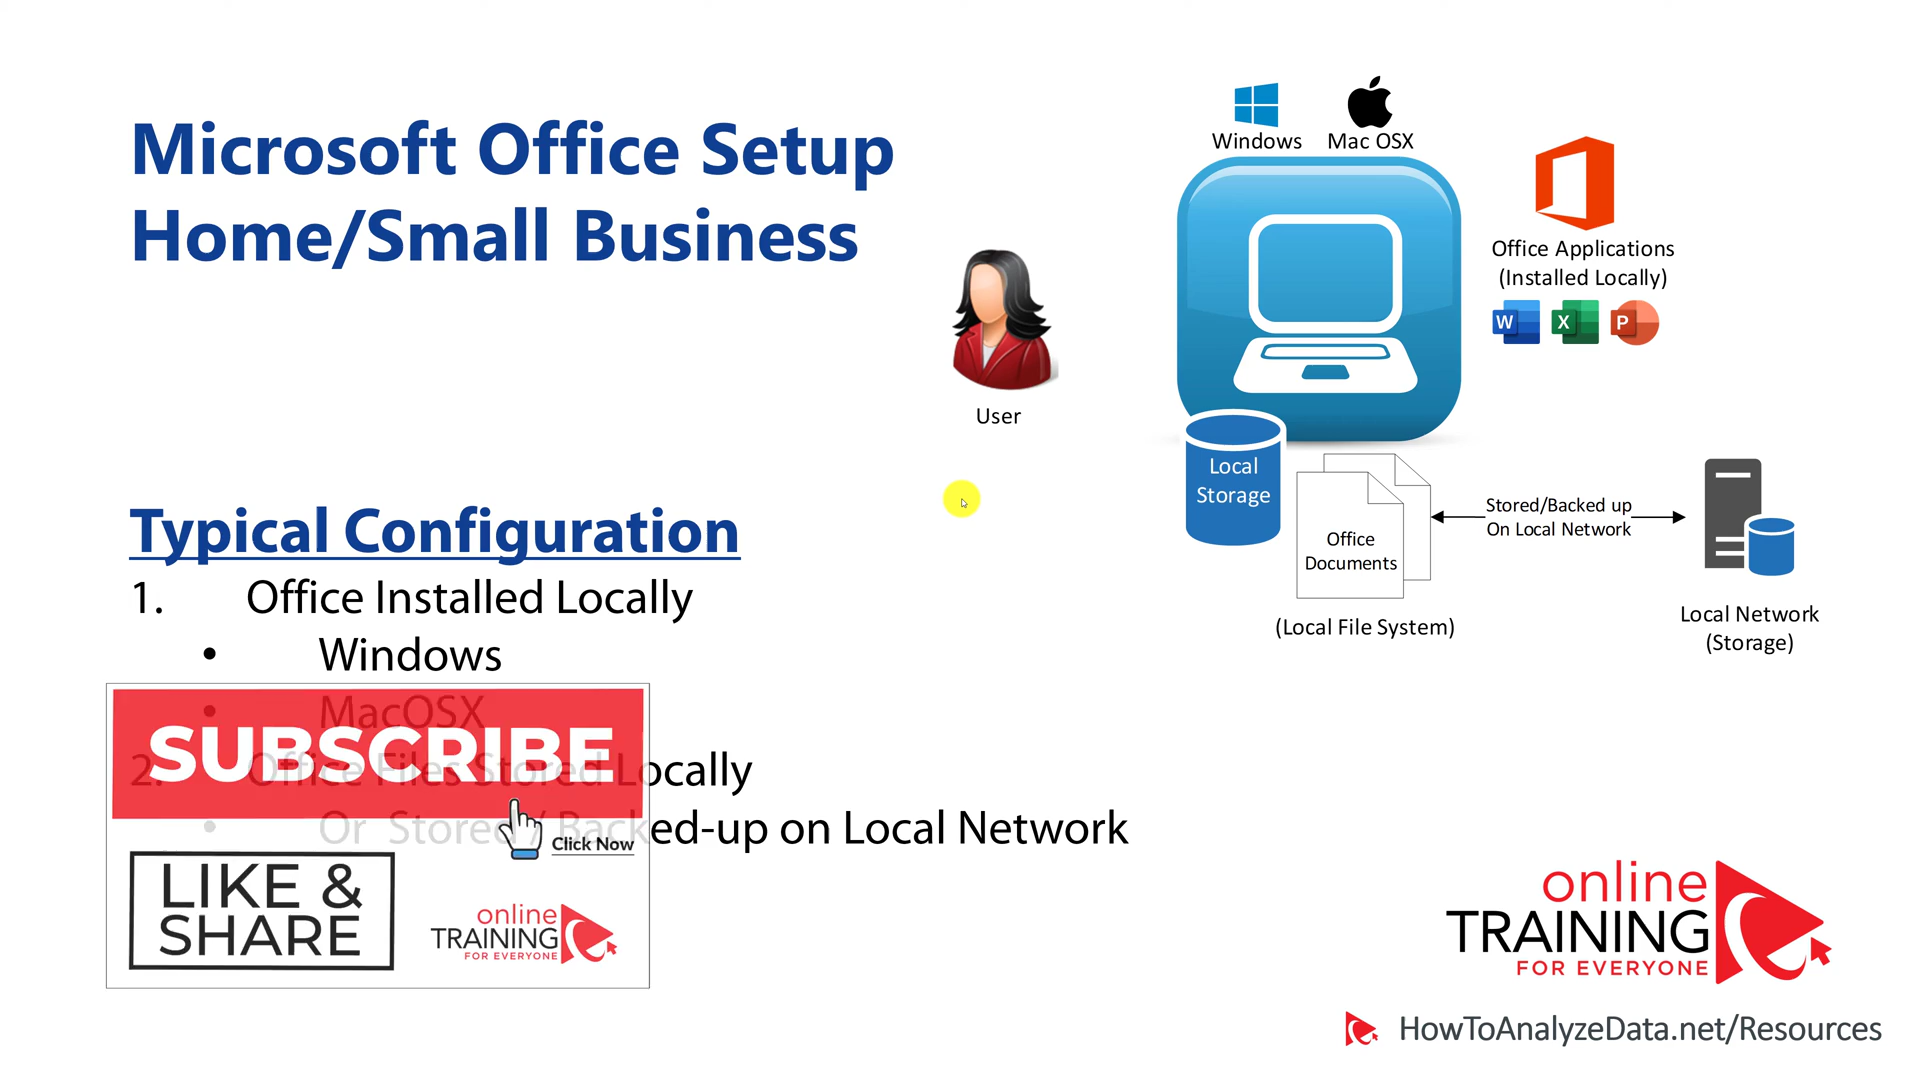 Microsoft Office Setup
Home/Small Business
Windows
Mac OSX
Office Applications
(Installed Locally)
W
X
P
User
Local
Storage
Office
Documents
Stored/Backed up
On Local Network
(Local File System)
Local Network
(Storage)
Typical Configuration
1. Office Installed Locally
• Windows
• MacOSX
2. Office Files Stored Locally
• Or Stored / Backed-up on Local Network
SUBSCRIBE
Click Now
LIKE &
SHARE
online
TRAINING
FOR EVERYONE
online
TRAINING
FOR EVERYONE
HowToAnalyzeData.net/Resources